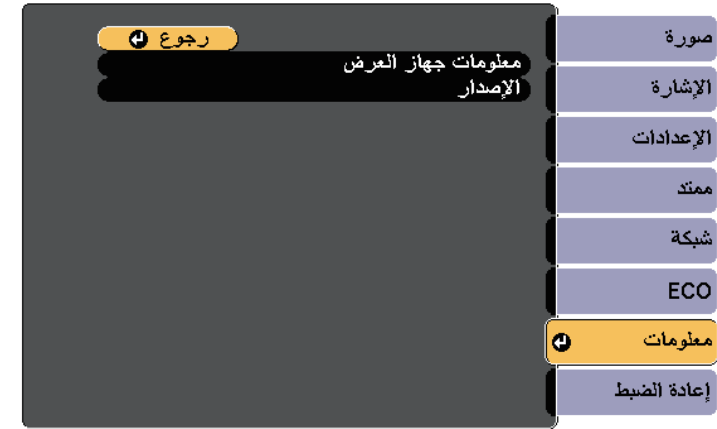 صورة
الإشارة
الإعدادات
ممتد
شبكة
ECO
معلومات
إعادة الضبط
رجوع
معلومات جهاز العرض
الإصدار